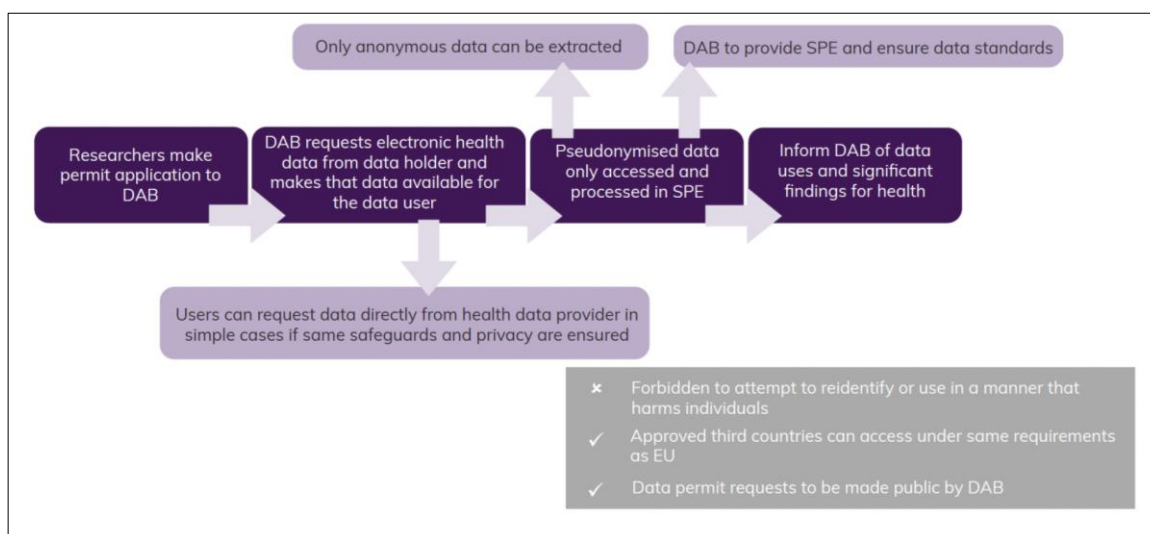 Only anonymous data can be extracted
DAB to provide SPE and ensure data standards
Researchers make
permit application to
DAB
DAB requests electronic health
data from data holder and
makes that data available for
the data user
Pseudonymised data
only accessed and
processed in SPE
Inform DAB of data
uses and significant
findings for health
Users can request data directly from health data provider in
simple cases if same safeguards and privacy are ensured
✘ Forbidden to attempt to reidentify or use in a manner that
harms individuals
✓ Approved third countries can access under same requirements
as EU
✓ Data permit requests to be made public by DAB